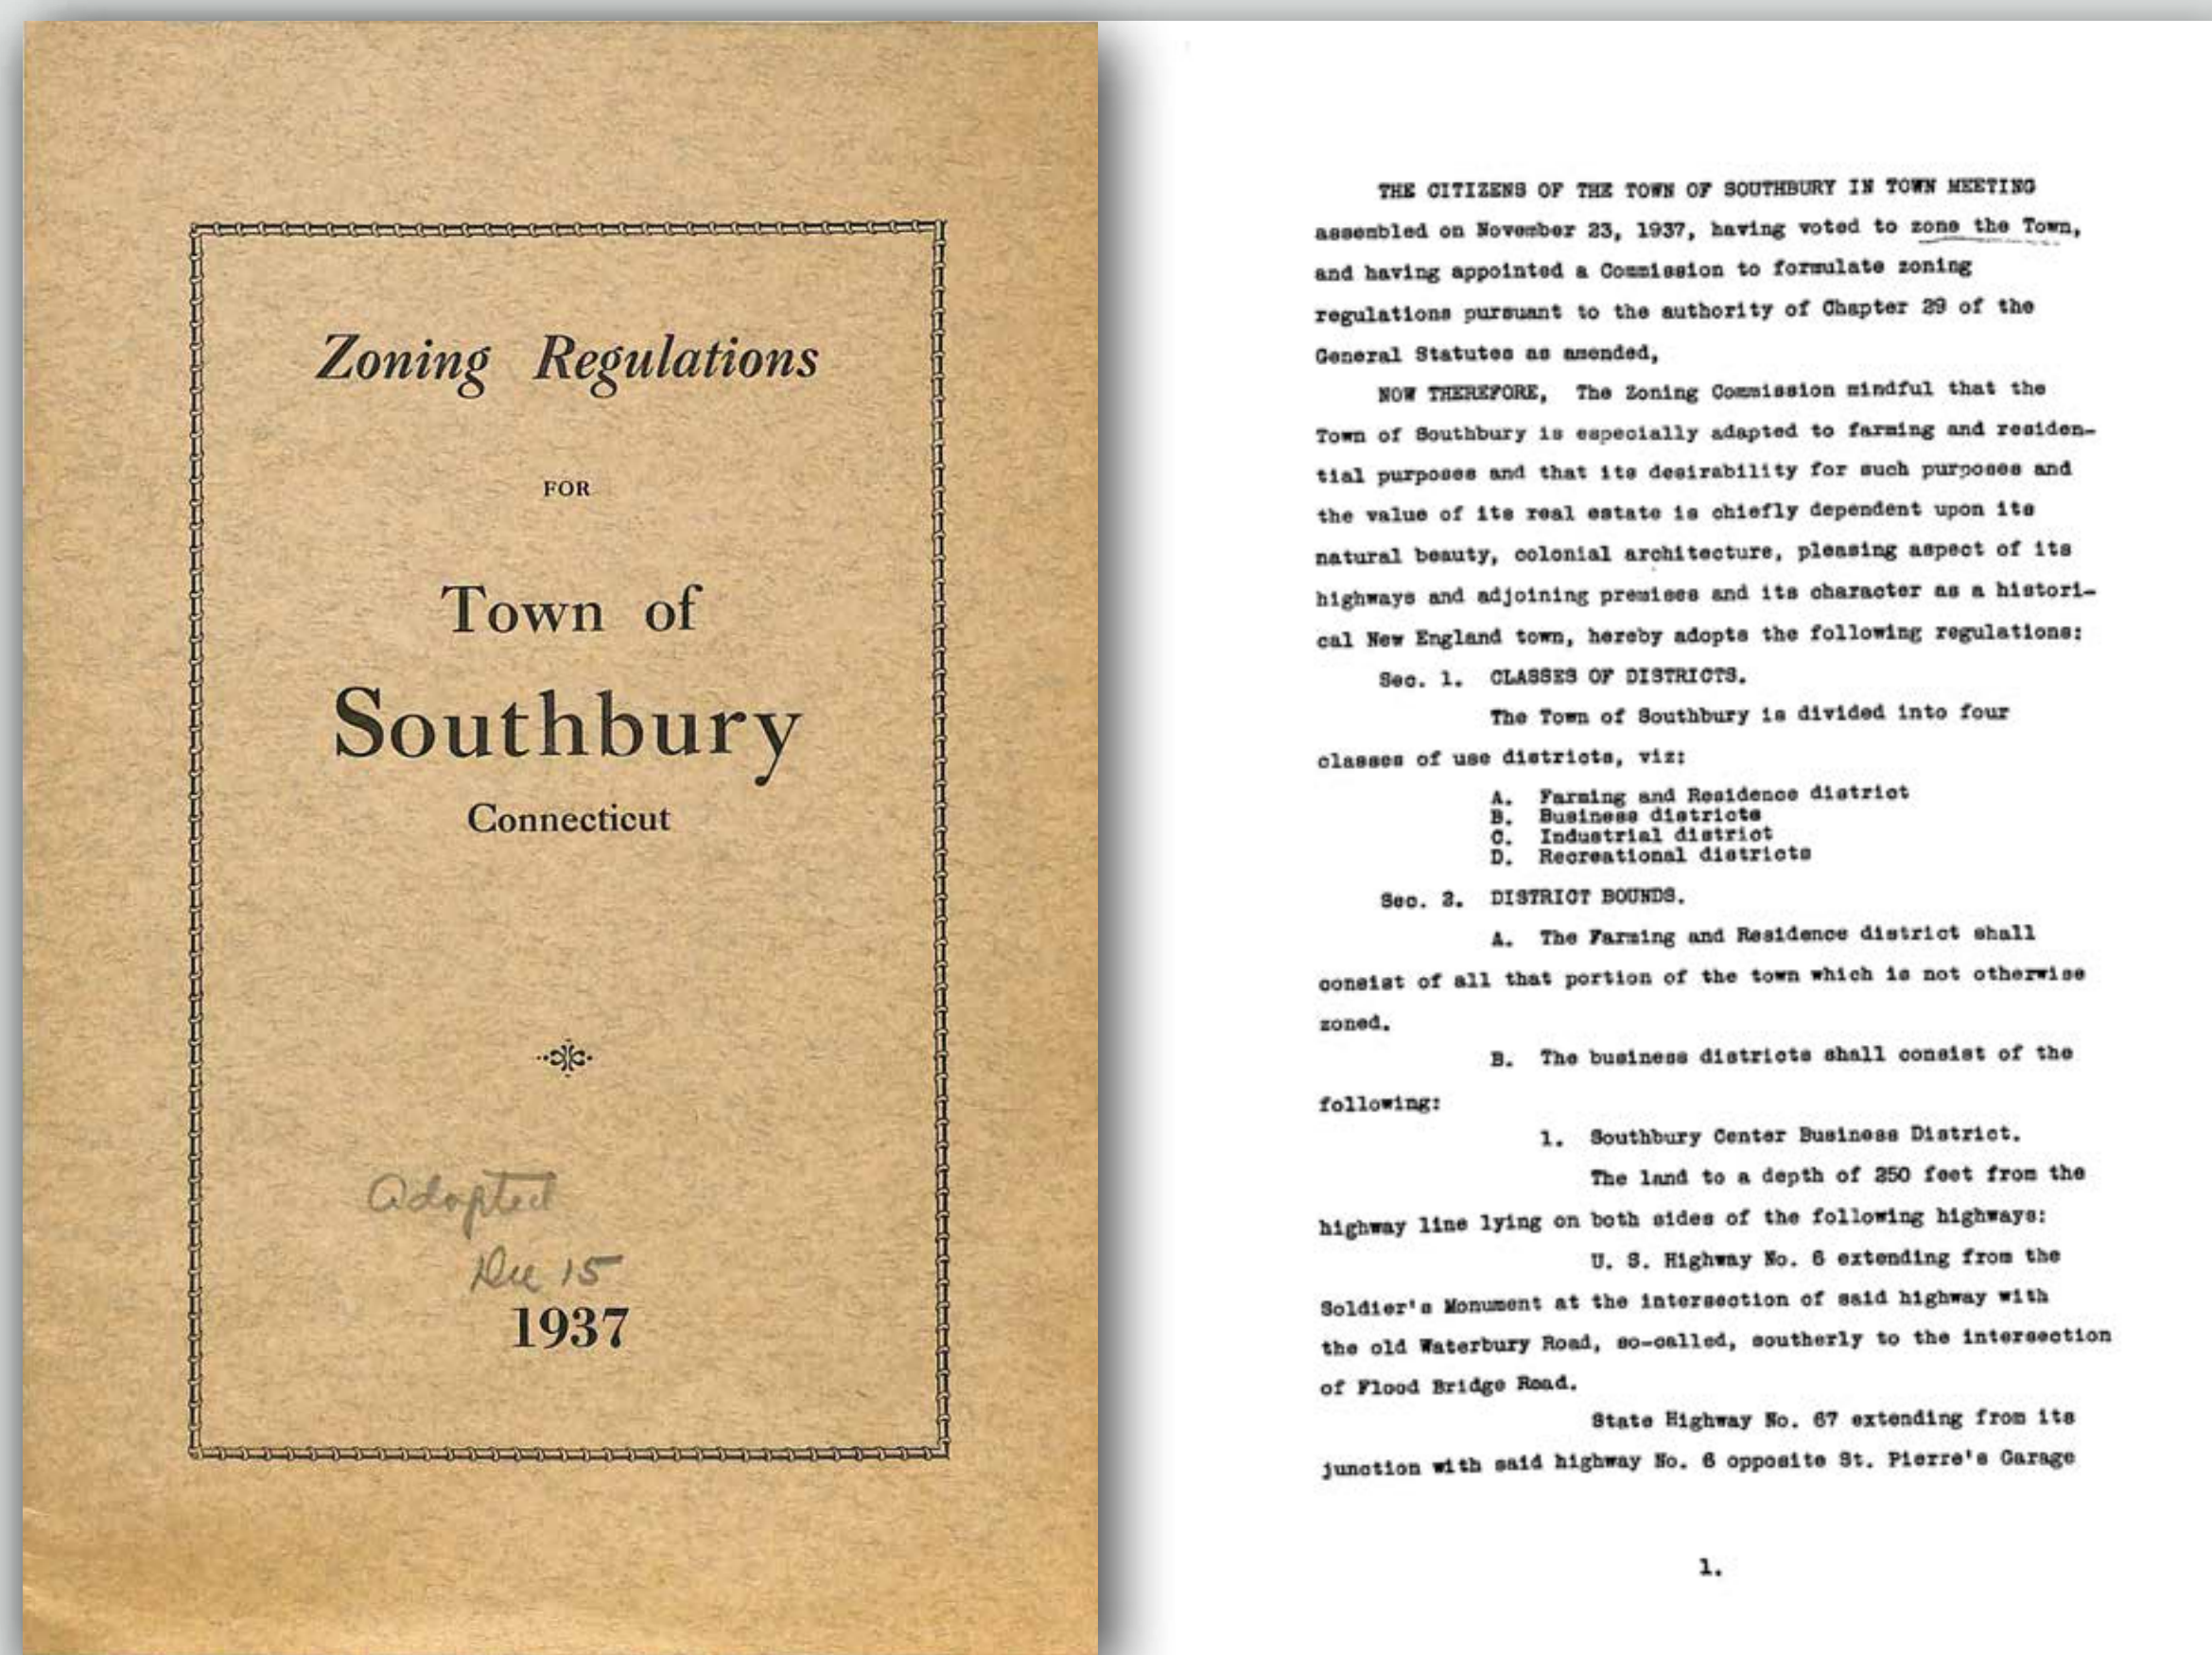 Zoning Regulations
FOR
Town of
Southbury
Connecticut
Adopted
Dec 15
1937
THE CITIZENS OF THE TOWN OF SOUTHBURY IN TOWN MEETING
assembled on November 23, 1937, having voted to zone the Town,
and having appointed a Commission to formulate zoning
regulations pursuant to the authority of Chapter 29 of the
General Statutes as amended,
NOW THEREFORE, The Zoning Commission mindful that the
Town of Southbury is especially adapted to farming and residen-
tial purposes and that its desirability for such purposes and
the value of its real estate is chiefly dependent upon its
natural beauty, colonial architecture, pleasing aspect of its
highways and adjoining premises and its character as a histori-
cal New England town, hereby adopts the following regulations:
Sec. 1. CLASSES OF DISTRICTS.
The Town of Southbury is divided into four
classes of use districts, viz:
A. Farming and Residence district
B. Business districts
C. Industrial district
D. Recreational districts
Sec. 2. DISTRICT BOUNDS.
A. The Farming and Residence district shall
consist of all that portion of the town which is not otherwise
zoned.
B. The business districts shall consist of the
following:
1. Southbury Center Business District.
The land to a depth of 250 feet from the
highway line lying on both sides of the following highways:
U. S. Highway No. 6 extending from the
Soldier's Monument at the intersection of said highway with
the old Waterbury Road, so-called, southerly to the intersection
of Flood Bridge Road.
State Highway No. 67 extending from its
junction with said highway No. 6 opposite St. Pierre's Garage
1.